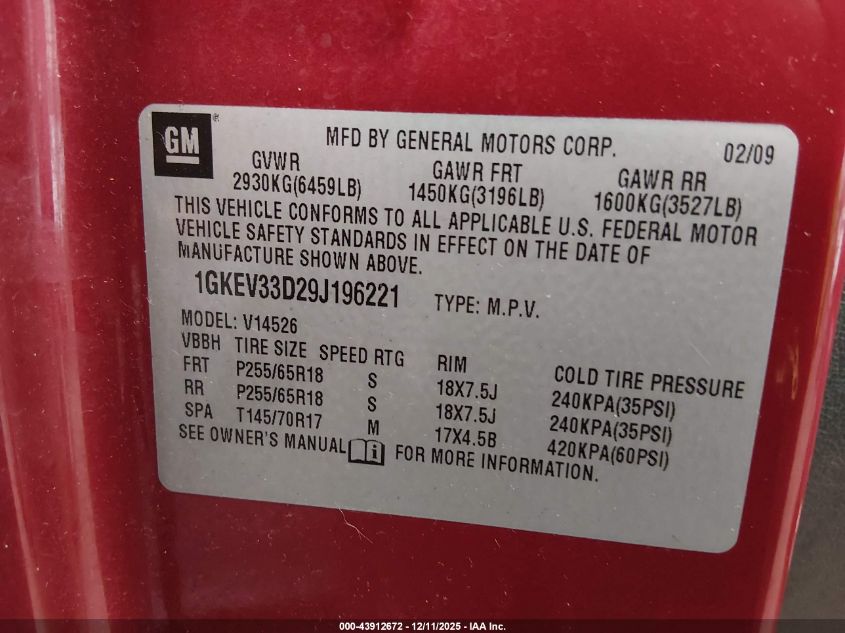 GM ® MFD BY GENERAL MOTORS CORP. 02/09
GVWR GAWR FRT GAWR RR
2930KG(6459LB) 1450KG(3196LB) 1600KG(3527LB)
THIS VEHICLE CONFORMS TO ALL APPLICABLE U.S. FEDERAL MOTOR
VEHICLE SAFETY STANDARDS IN EFFECT ON THE DATE OF
MANUFACTURE SHOWN ABOVE.
1GKEV33D29J196221 TYPE: M.P.V.
MODEL: V14526
VBBH TIRE SIZE SPEED RTG RIM COLD TIRE PRESSURE
FRT P255/65R18 S 18X7.5J 240KPA(35PSI)
RR P255/65R18 S 18X7.5J 240KPA(35PSI)
SPA T145/70R17 M 17X4.5B 420KPA(60PSI)
SEE OWNER'S MANUAL i FOR MORE INFORMATION.
000-43912672 - 12/11/2025 - IAA Inc.